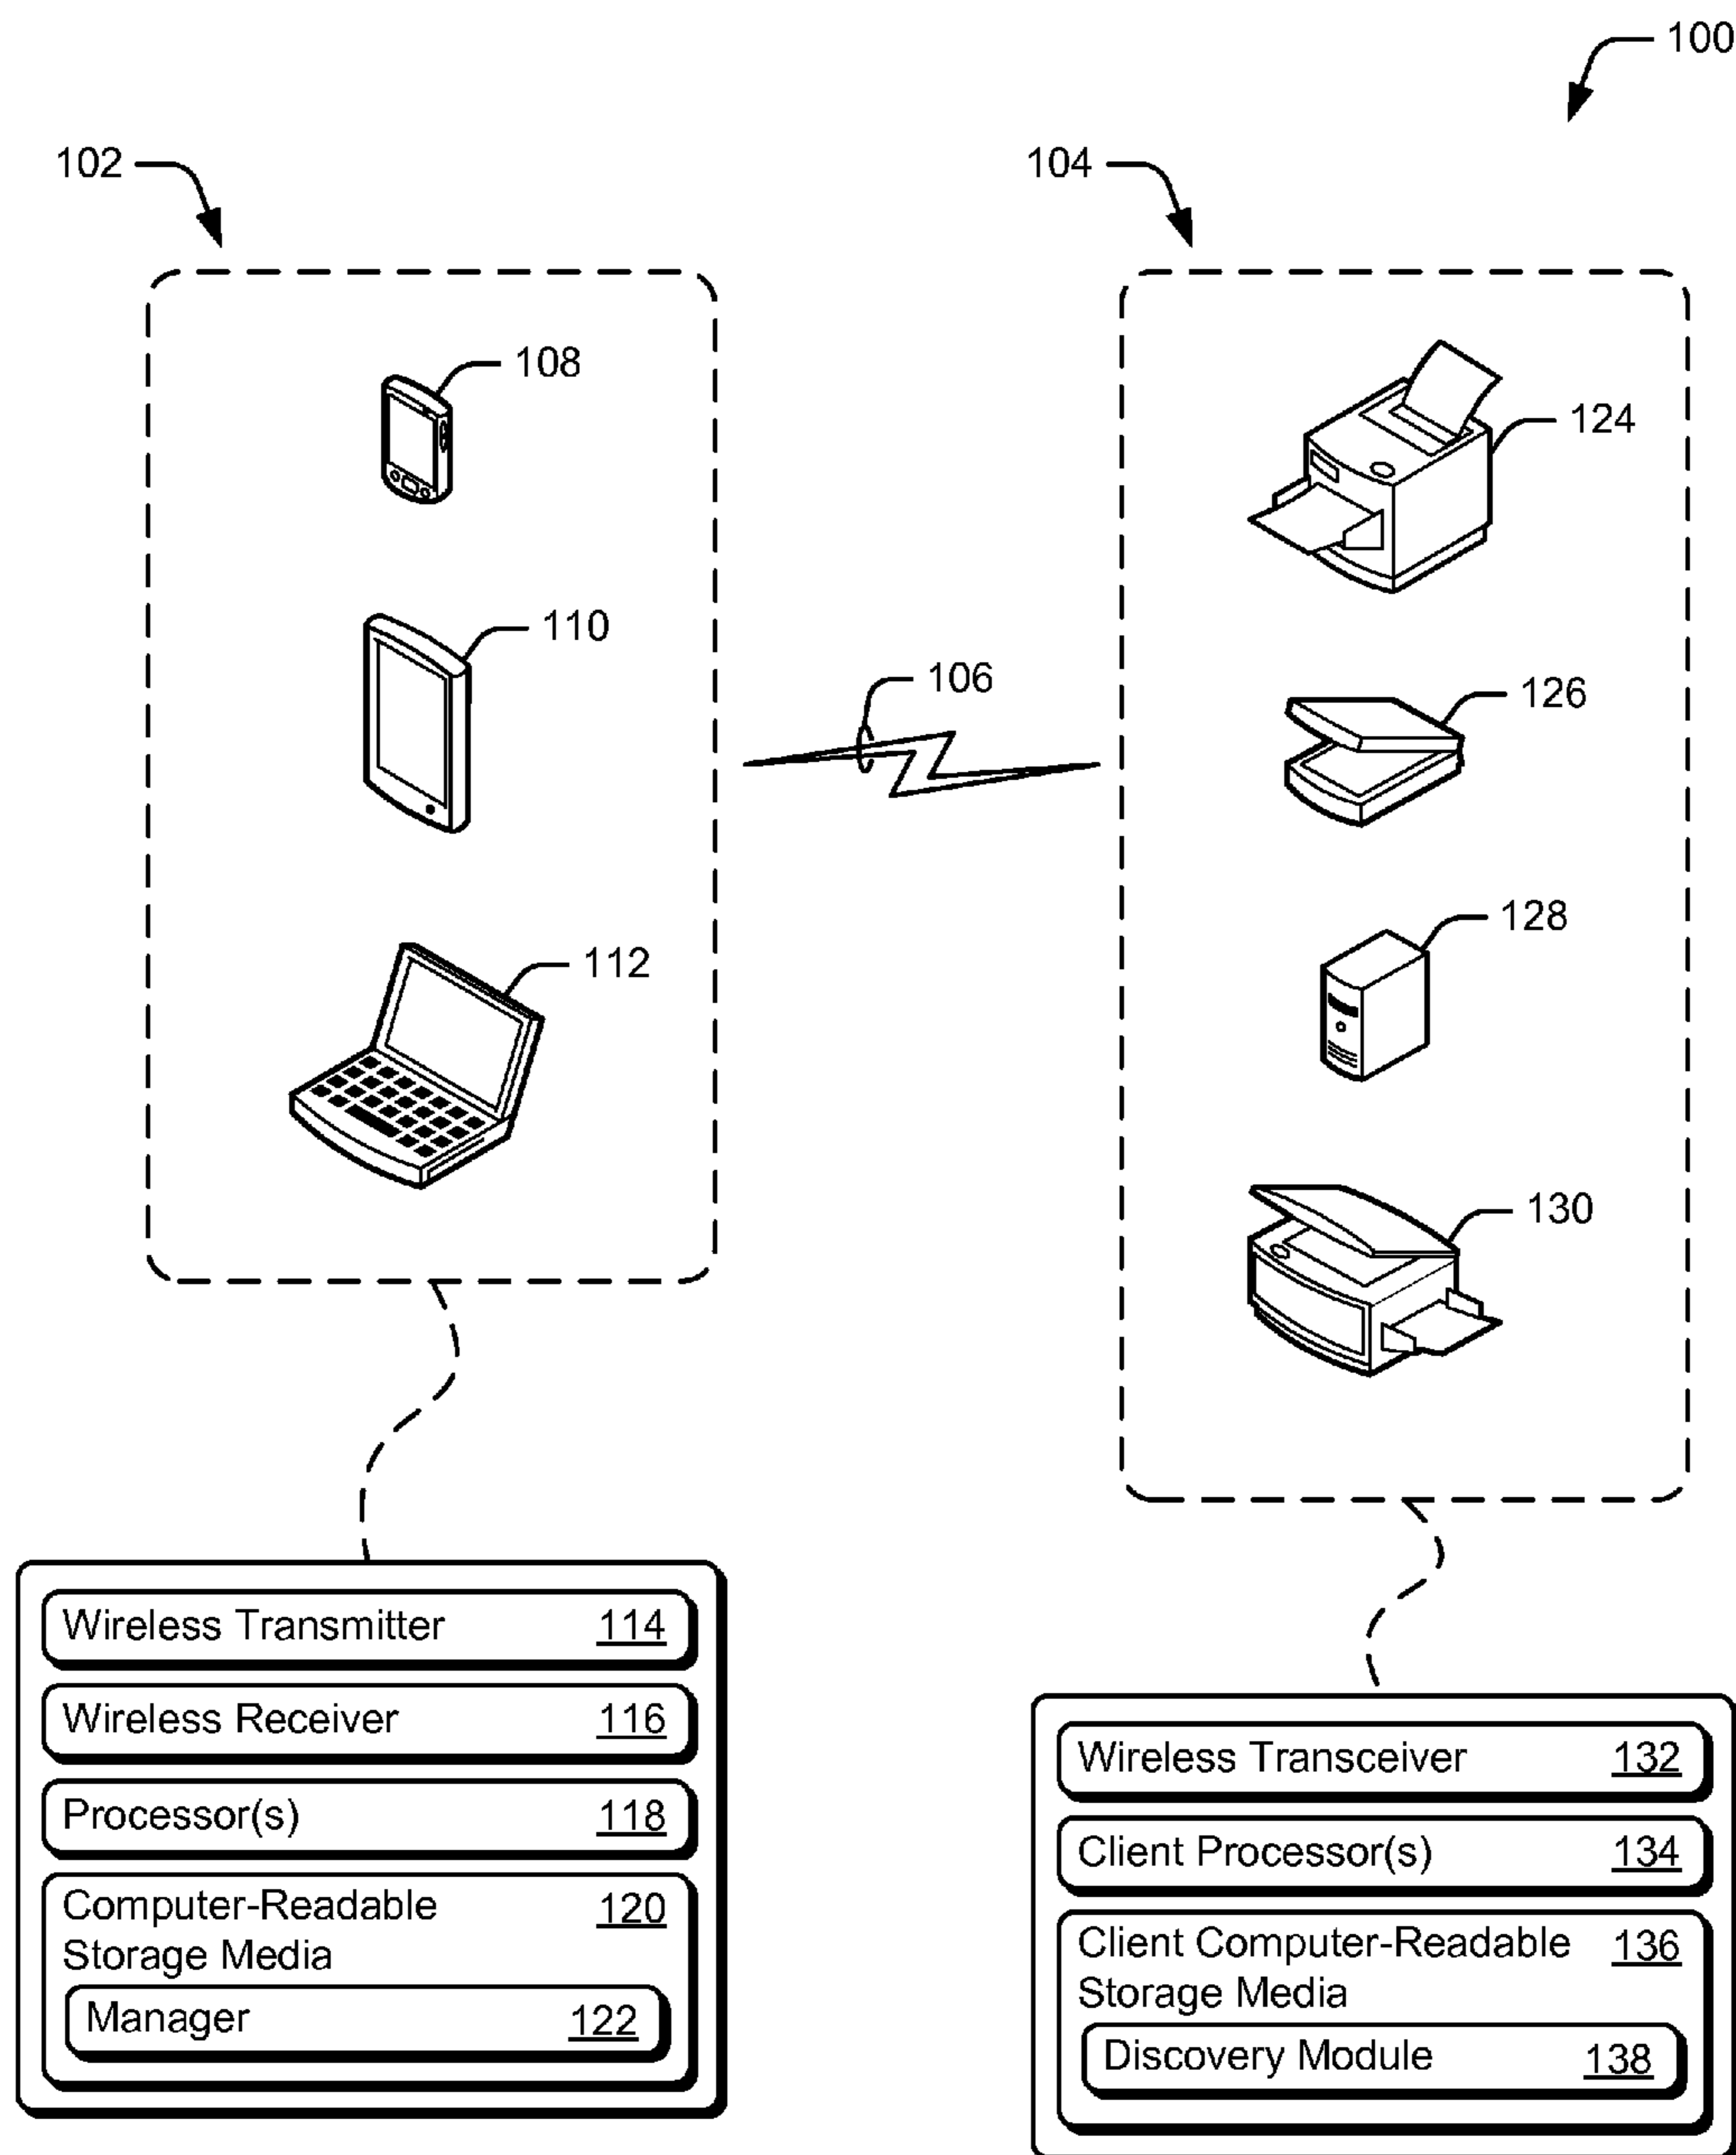 100
102
104
108
124
110
106
126
128
112
130
Wireless Transmitter 114
Wireless Receiver 116
Processor(s) 118
Computer-Readable 120
Storage Media
Manager 122
Wireless Transceiver 132
Client Processor(s) 134
Client Computer-Readable 136
Storage Media
Discovery Module 138